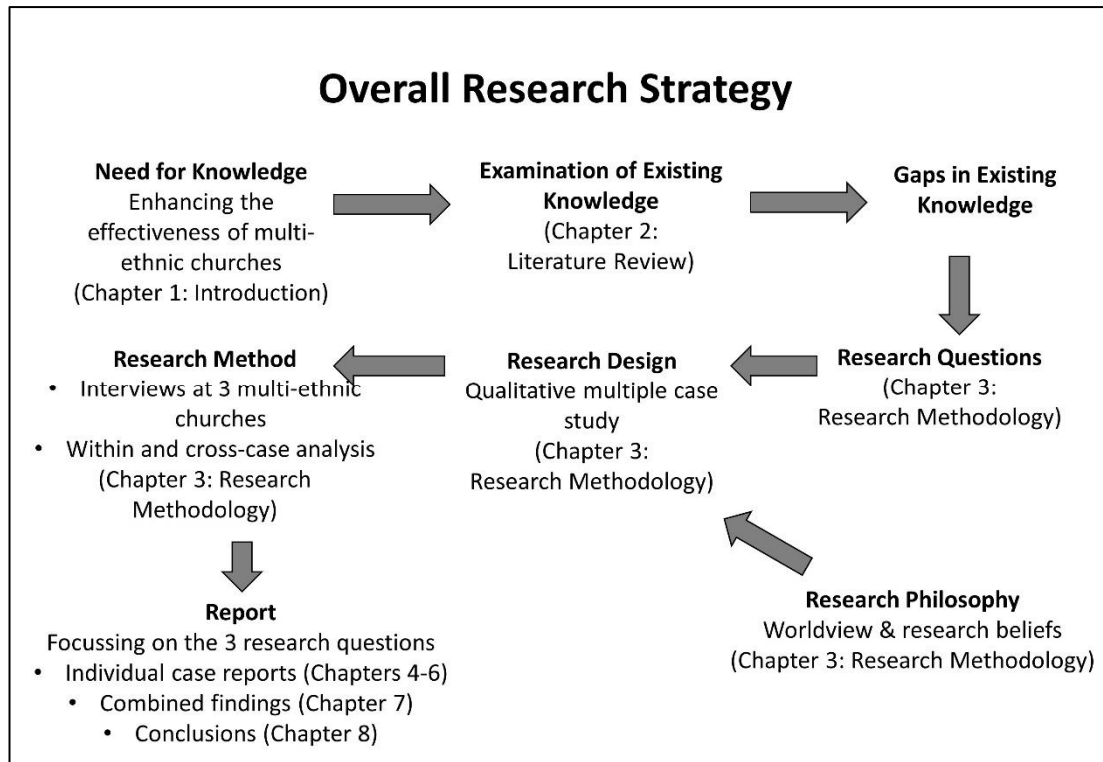 Overall Research Strategy
Need for Knowledge
Enhancing the
effectiveness of multi-
ethnic churches
(Chapter 1: Introduction)
Examination of Existing
Knowledge
(Chapter 2:
Literature Review)
Gaps in Existing
Knowledge
Research Questions
(Chapter 3:
Research Methodology)
Research Design
Qualitative multiple case
study
(Chapter 3:
Research Methodology)
Research Method
• Interviews at 3 multi-ethnic
churches
• Within and cross-case analysis
(Chapter 3: Research
Methodology)
Research Philosophy
Worldview & research beliefs
(Chapter 3: Research Methodology)
Report
Focussing on the 3 research questions
• Individual case reports (Chapters 4-6)
• Combined findings (Chapter 7)
• Conclusions (Chapter 8)